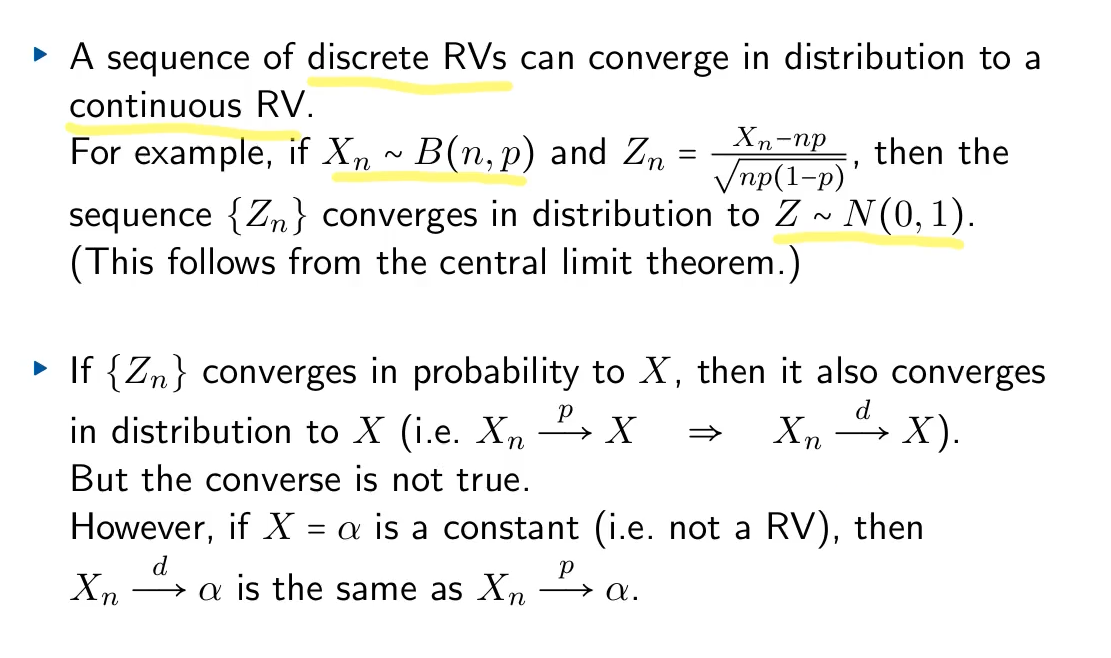 ▸ A sequence of discrete RVs can converge in distribution to a
continuous RV.
For example, if $X_n \sim B(n, p)$ and $Z_n = \frac{X_n - np}{\sqrt{np(1-p)}}$, then the
sequence $\{Z_n\}$ converges in distribution to $Z \sim N(0, 1)$.
(This follows from the central limit theorem.)
▸ If $\{Z_n\}$ converges in probability to $X$, then it also converges
in distribution to $X$ (i.e. $X_n \xrightarrow{p} X \quad \Rightarrow \quad X_n \xrightarrow{d} X$).
But the converse is not true.
However, if $X = \alpha$ is a constant (i.e. not a RV), then
$X_n \xrightarrow{d} \alpha$ is the same as $X_n \xrightarrow{p} \alpha$.